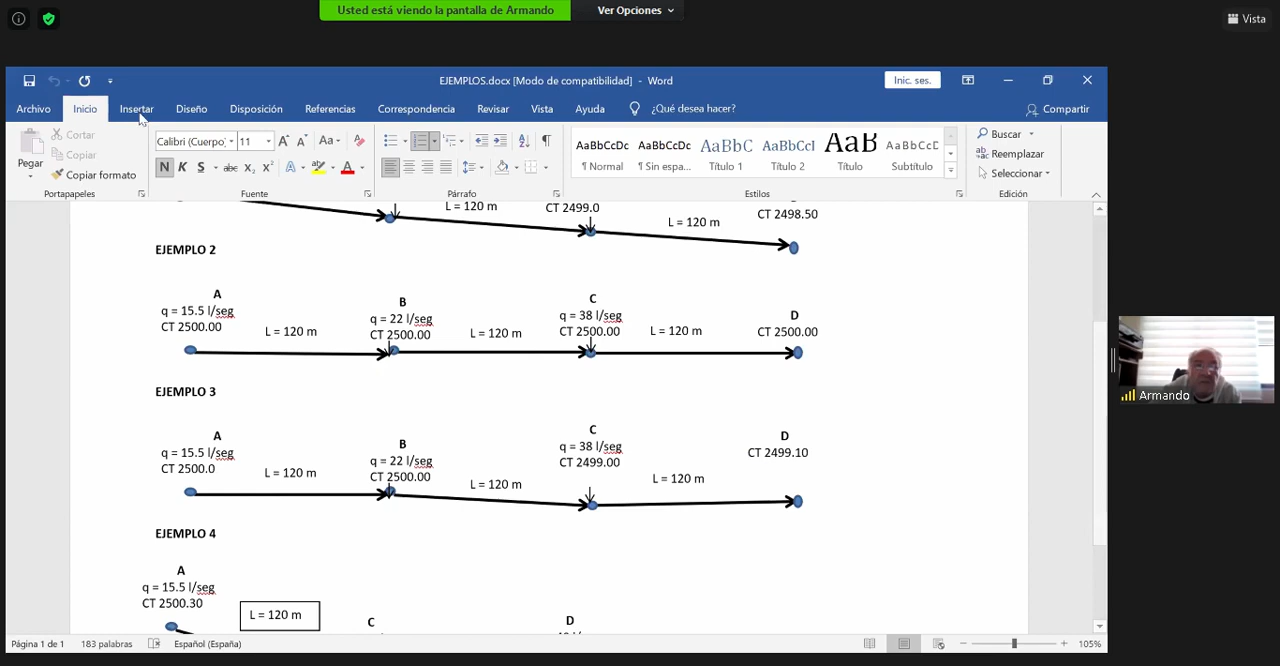 Usted está viendo la pantalla de Armando
Ver Opciones
Vista
EJEMPLOS.docx [Modo de compatibilidad] - Word
Inic. ses.
Archivo
Inicio
Insertar
Diseño
Disposición
Referencias
Correspondencia
Revisar
Vista
Ayuda
¿Qué desea hacer?
Compartir
Pegar
Cortar
Copiar
Copiar formato
Portapapeles
Calibri (Cuerpo)
11
N K S abc x₂ x²
Fuente
Párrafo
AaBbCcDc
¶ Normal
AaBbCcDc
¶ Sin espa...
AaBbC
Título 1
AaBbCcI
Título 2
AaB
Título
AaBbCcD
Subtítulo
Estilos
Buscar
Reemplazar
Seleccionar
Edición
L = 120 m
CT 2499.0
L = 120 m
CT 2498.50
EJEMPLO 2
A
q = 15.5 l/seg
CT 2500.00
L = 120 m
B
q = 22 l/seg
CT 2500.00
L = 120 m
C
q = 38 l/seg
CT 2500.00
L = 120 m
D
CT 2500.00
EJEMPLO 3
A
q = 15.5 l/seg
CT 2500.0
L = 120 m
B
q = 22 l/seg
CT 2500.00
L = 120 m
C
q = 38 l/seg
CT 2499.00
L = 120 m
D
CT 2499.10
EJEMPLO 4
A
q = 15.5 l/seg
CT 2500.30
L = 120 m
C
D
Armando
Página 1 de 1
183 palabras
Español (España)
105%